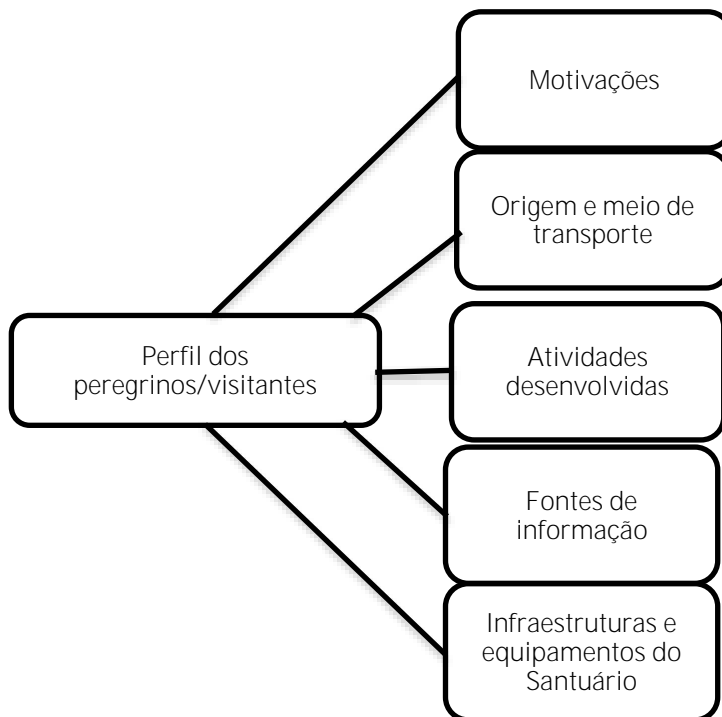 Motivações
Origem e meio de
transporte
Perfil dos
peregrinos/visitantes
Atividades
desenvolvidas
Fontes de
informação
Infraestruturas e
equipamentos do
Santuário